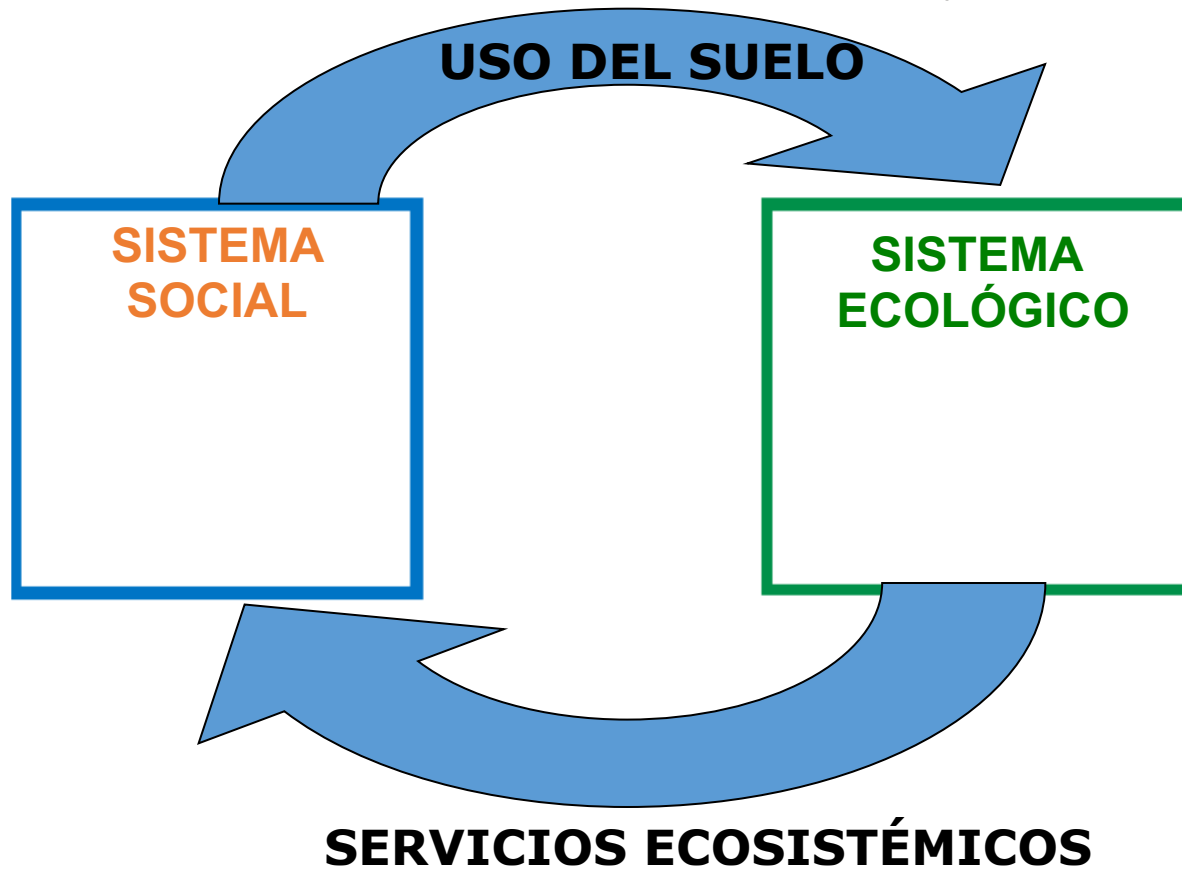 USO DEL SUELO
SISTEMA
SOCIAL
SISTEMA
ECOLÓGICO
SERVICIOS ECOSISTÉMICOS